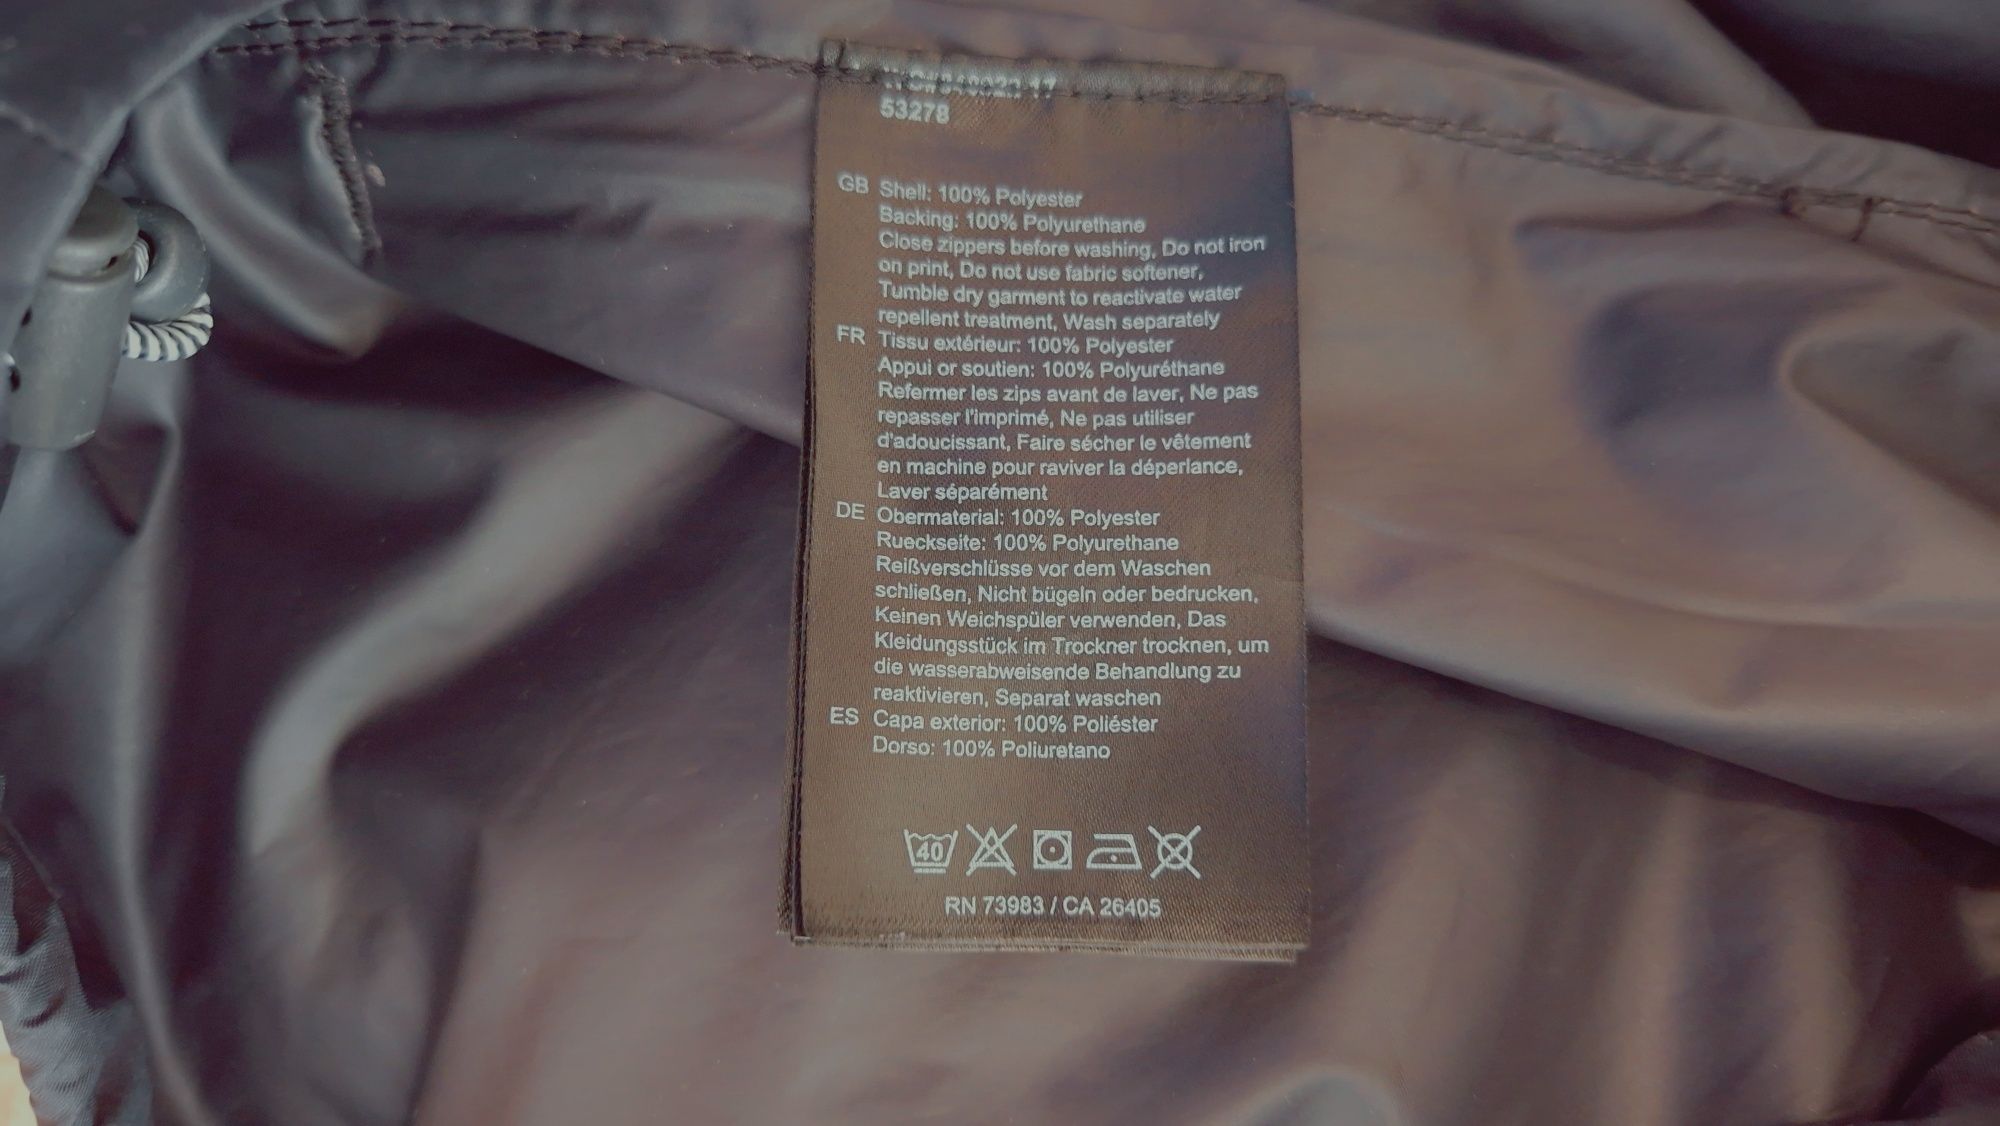 53278
GB Shell: 100% Polyester
Backing: 100% Polyurethane
Close zippers before washing, Do not iron
on print, Do not use fabric softener,
Tumble dry garment to reactivate water
repellent treatment, Wash separately
FR Tissu extérieur: 100% Polyester
Appui or soutien: 100% Polyuréthane
Refermer les zips avant de laver, Ne pas
repasser l'imprimé, Ne pas utiliser
d'adoucissant, Faire sécher le vêtement
en machine pour raviver la déperlance,
Laver séparément
DE Obermaterial: 100% Polyester
Rueckseite: 100% Polyurethane
Reißverschlüsse vor dem Waschen
schließen, Nicht bügeln oder bedrucken,
Keinen Weichspüler verwenden, Das
Kleidungsstück im Trockner trocknen, um
die wasserabweisende Behandlung zu
reaktivieren, Separat waschen
ES Capa exterior: 100% Poliéster
Dorso: 100% Poliuretano
40
RN 73983 / CA 26405